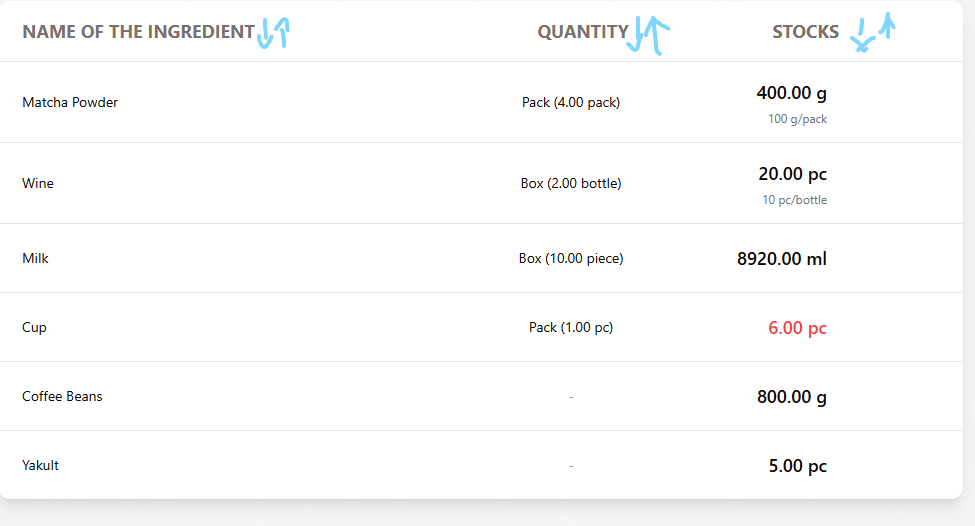 NAME OF THE INGREDIENT QUANTITY STOCKS
Matcha Powder Pack (4.00 pack) 400.00 g
100 g/pack
Wine Box (2.00 bottle) 20.00 pc
10 pc/bottle
Milk Box (10.00 piece) 8920.00 ml
Cup Pack (1.00 pc) 6.00 pc
Coffee Beans - 800.00 g
Yakult - 5.00 pc